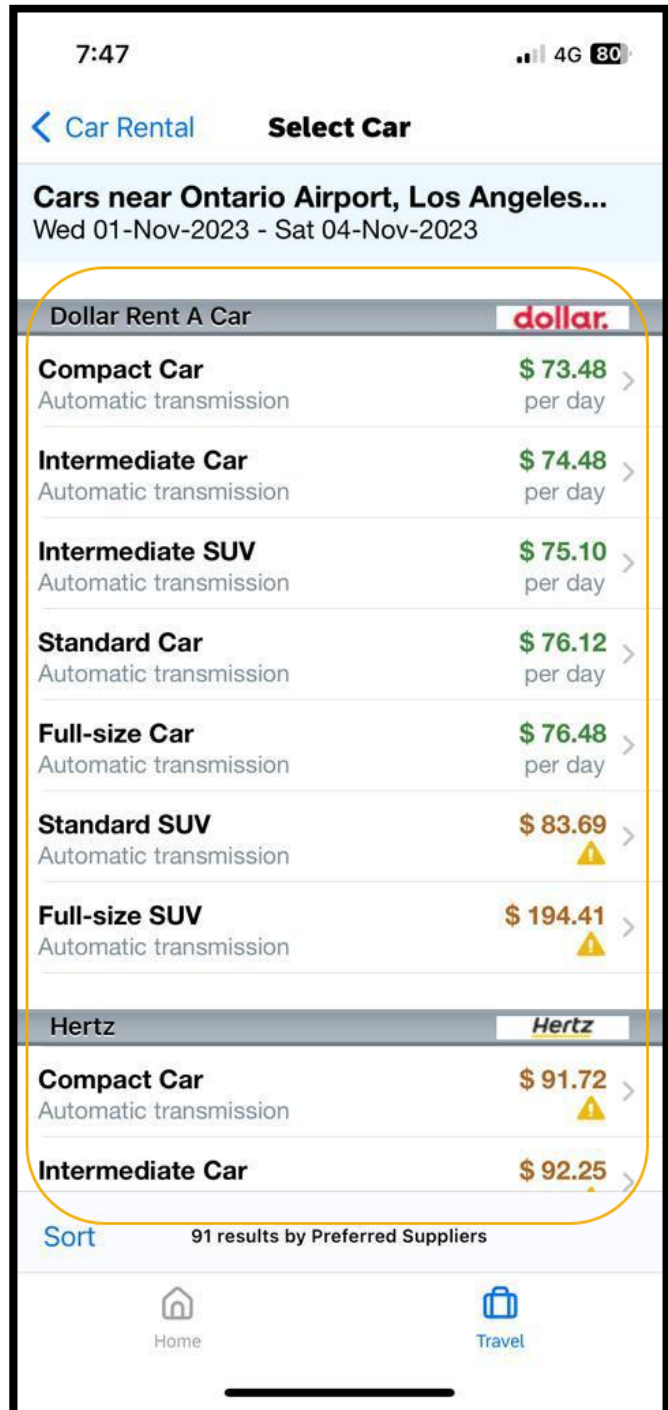 7:47 4G 80
Car Rental Select Car
Cars near Ontario Airport, Los Angeles...
Wed 01-Nov-2023 - Sat 04-Nov-2023
Dollar Rent A Car dollar.
Compact Car $ 73.48
Automatic transmission per day
Intermediate Car $ 74.48
Automatic transmission per day
Intermediate SUV $ 75.10
Automatic transmission per day
Standard Car $ 76.12
Automatic transmission per day
Full-size Car $ 76.48
Automatic transmission per day
Standard SUV $ 83.69
Automatic transmission
Full-size SUV $ 194.41
Automatic transmission
Hertz Hertz
Compact Car $ 91.72
Automatic transmission
Intermediate Car $ 92.25
Sort 91 results by Preferred Suppliers
Home Travel